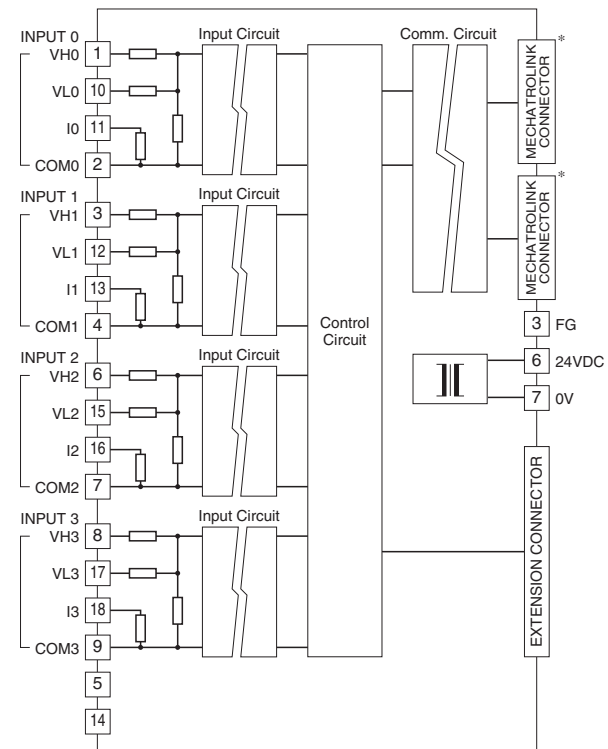 INPUT 0
Input Circuit
Comm. Circuit
VH0 1
VL0 10
I0 11
COM0 2
MECHATROLINK
CONNECTOR
*
INPUT 1
Input Circuit
VH1 3
VL1 12
I1 13
COM1 4
MECHATROLINK
CONNECTOR
*
Control
Circuit
3 FG
6 24VDC
7 0V
INPUT 2
Input Circuit
VH2 6
VL2 15
I2 16
COM2 7
INPUT 3
Input Circuit
VH3 8
VL3 17
I3 18
COM3 9
EXTENSION CONNECTOR
5
14